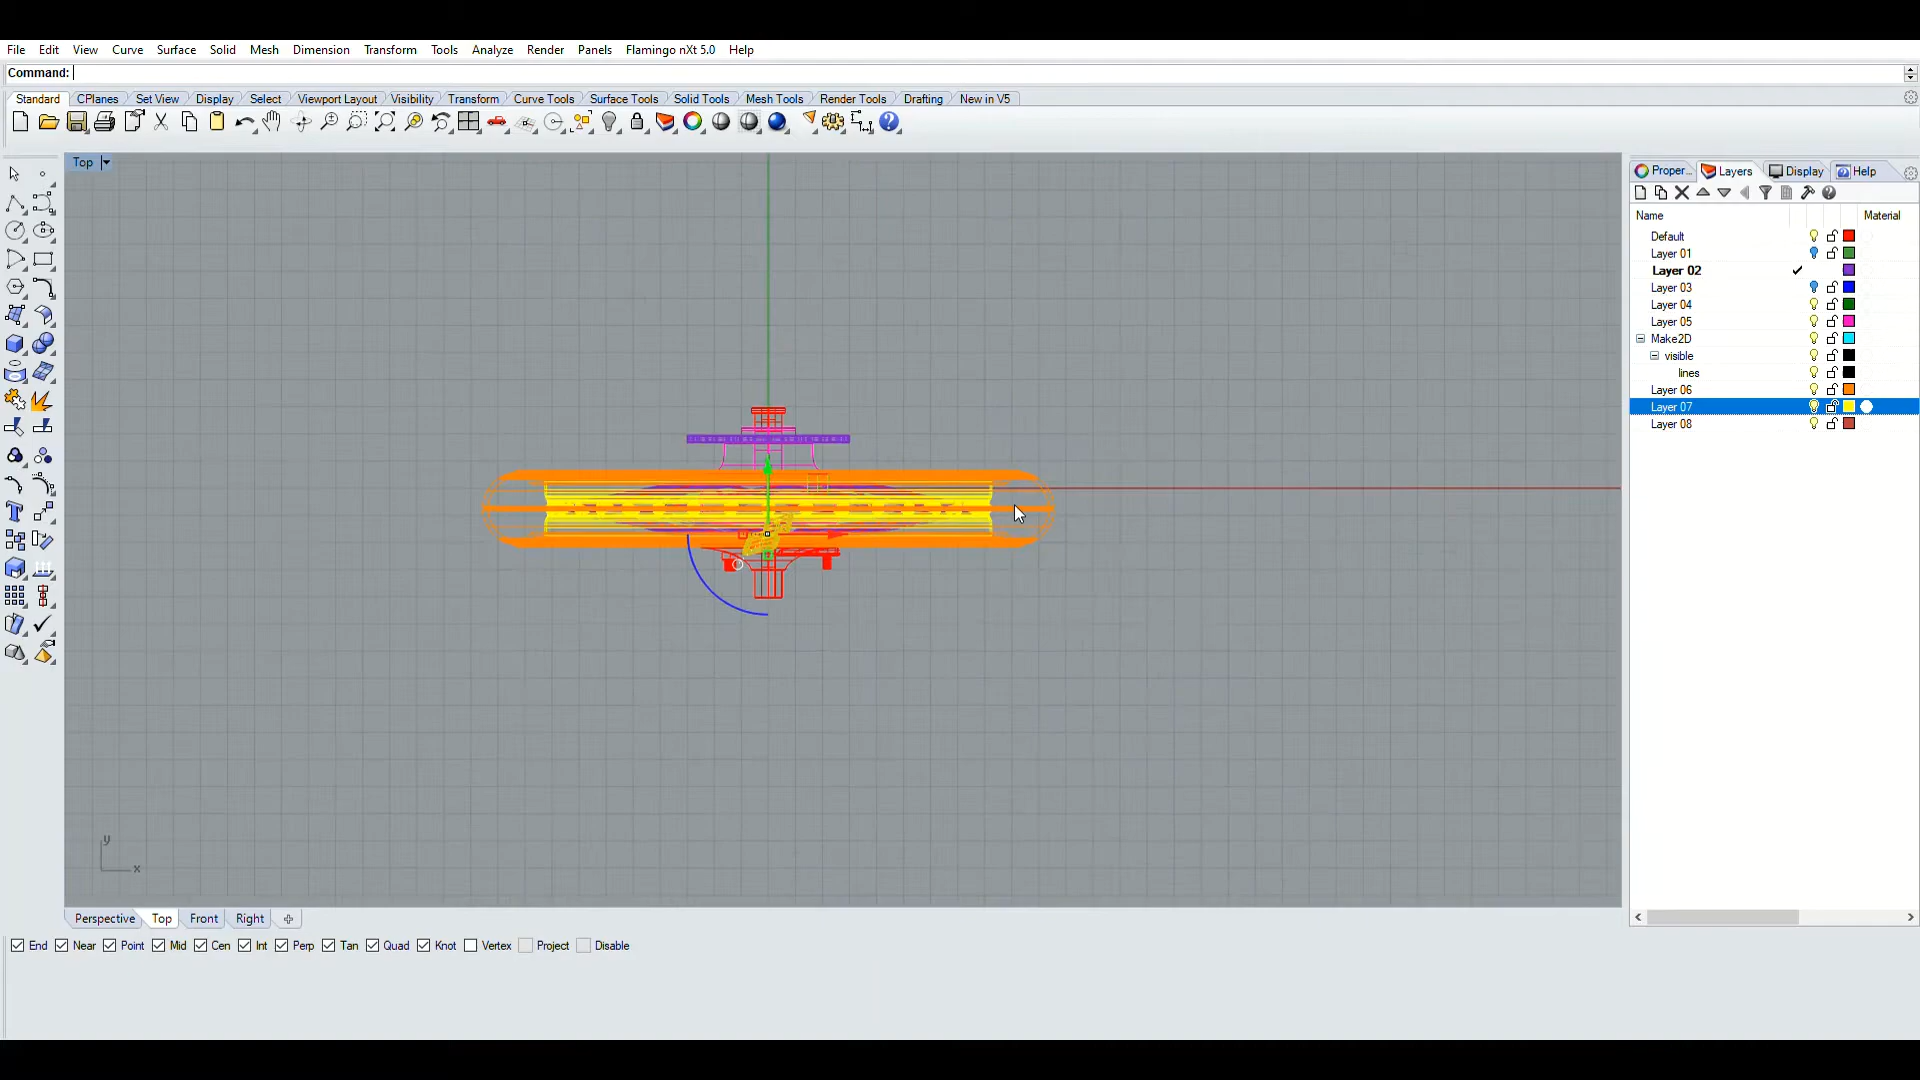 File Edit View Curve Surface Solid Mesh Dimension Transform Tools Analyze Render Panels Flamingo nXt 5.0 Help
Command:
Standard CPlanes Set View Display Select Viewport Layout Visibility Transform Curve Tools Surface Tools Solid Tools Mesh Tools Render Tools Drafting New in V5
Top
Proper... Layers Display Help
Name Material
Default
Layer 01
Layer 02
Layer 03
Layer 04
Layer 05
Make2D
visible
lines
Layer 06
Layer 07
Layer 08
y
x
Perspective Top Front Right
End Near Point Mid Cen Int Perp Tan Quad Knot Vertex Project Disable